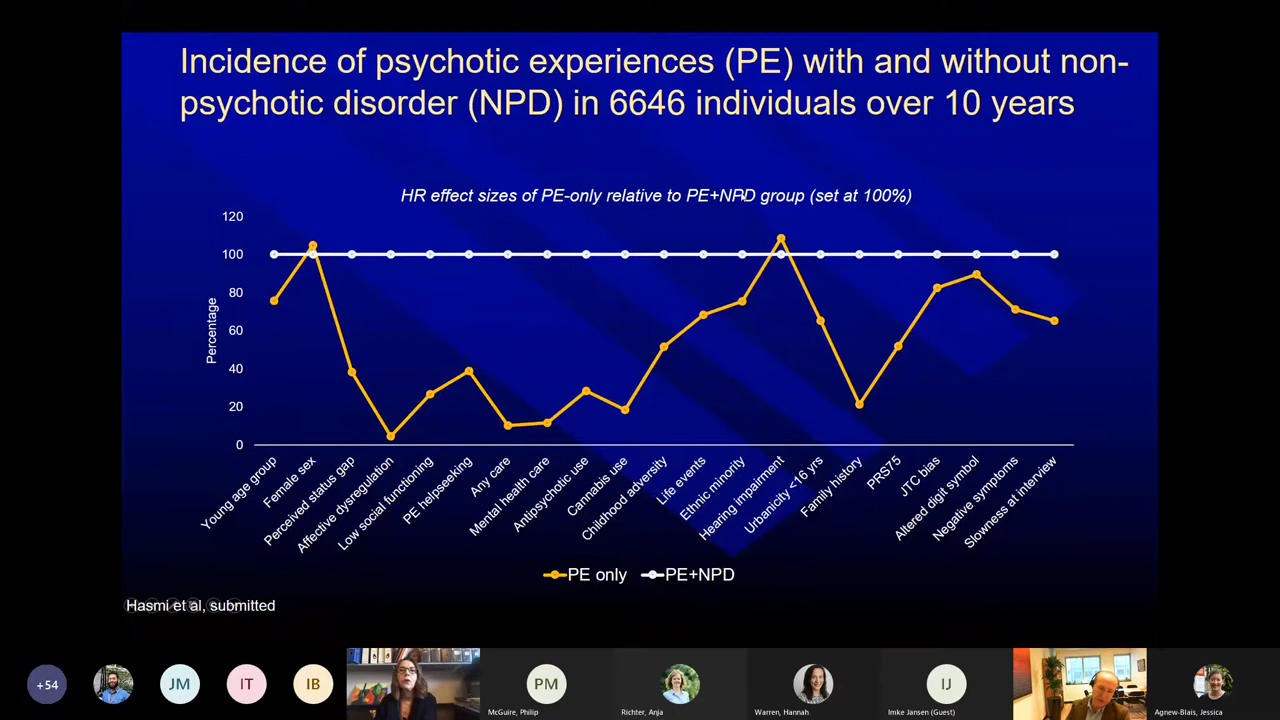 Incidence of psychotic experiences (PE) with and without non-
psychotic disorder (NPD) in 6646 individuals over 10 years
HR effect sizes of PE-only relative to PE+NPD group (set at 100%)
120
100
80
60
40
20
0
Percentage
Young age group
Female sex
Perceived status gap
Affective dysregulation
Low social functioning
PE helpseeking
Any care
Mental health care
Antipsychotic use
Cannabis use
Childhood adversity
Life events
Ethnic minority
Hearing impairment
Urbanicity <16 yrs
Family history
PRS75
JTC bias
Altered digit symbol
Negative symptoms
Slowness at interview
PE only
PE+NPD
Hasmi et al, submitted
+54
JM
IT
IB
PM
McGuire, Philip
Richter, Anja
Warren, Hannah
IJ
Imke Jansen (Guest)
Agnew-Blais, Jessica